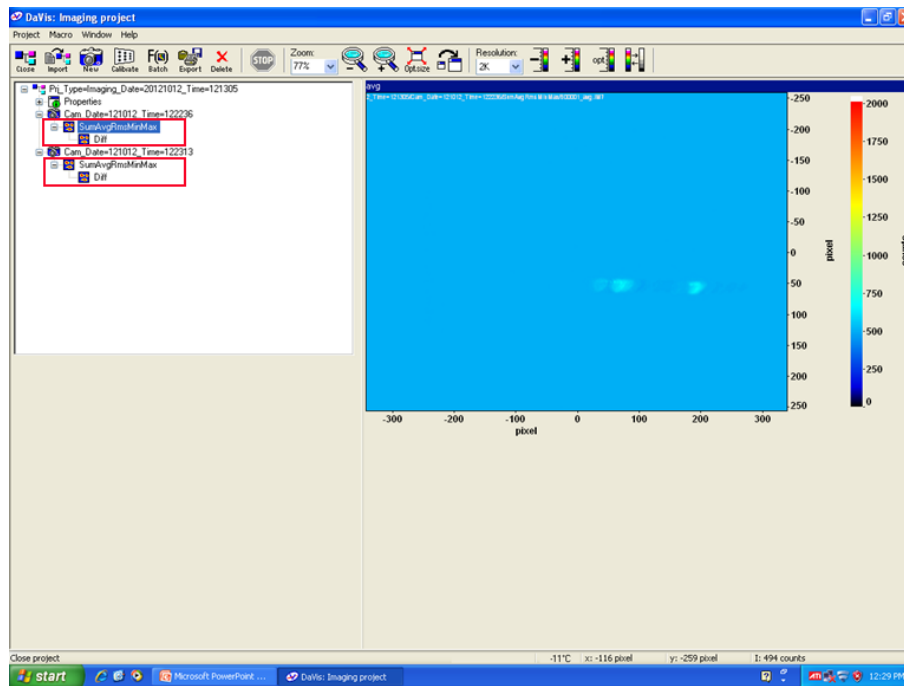 DaVis: Imaging project
Project Macro Window Help
Close Import New Calibrate Batch Export Delete
F(u)
STOP
Zoom:
77%
Optsize
Resolution:
2K
opt
Prj_Type=Imaging_Date=20121012_Time=121305
Properties
Cam_Date=121012_Time=122236
SumAvgRmsMinMax
Diff
Cam_Date=121012_Time=122313
SumAvgRmsMinMax
Diff
avg
-250
-200
-150
-100
-50
0
50
100
150
200
250
pixel
-300 -200 -100 0 100 200 300
pixel
2000
1750
1500
1250
1000
750
500
250
0
Close project
-11°C x: -116 pixel y: -259 pixel I: 494 counts
start
Microsoft PowerPoint ...
DaVis: Imaging project
12:29 PM